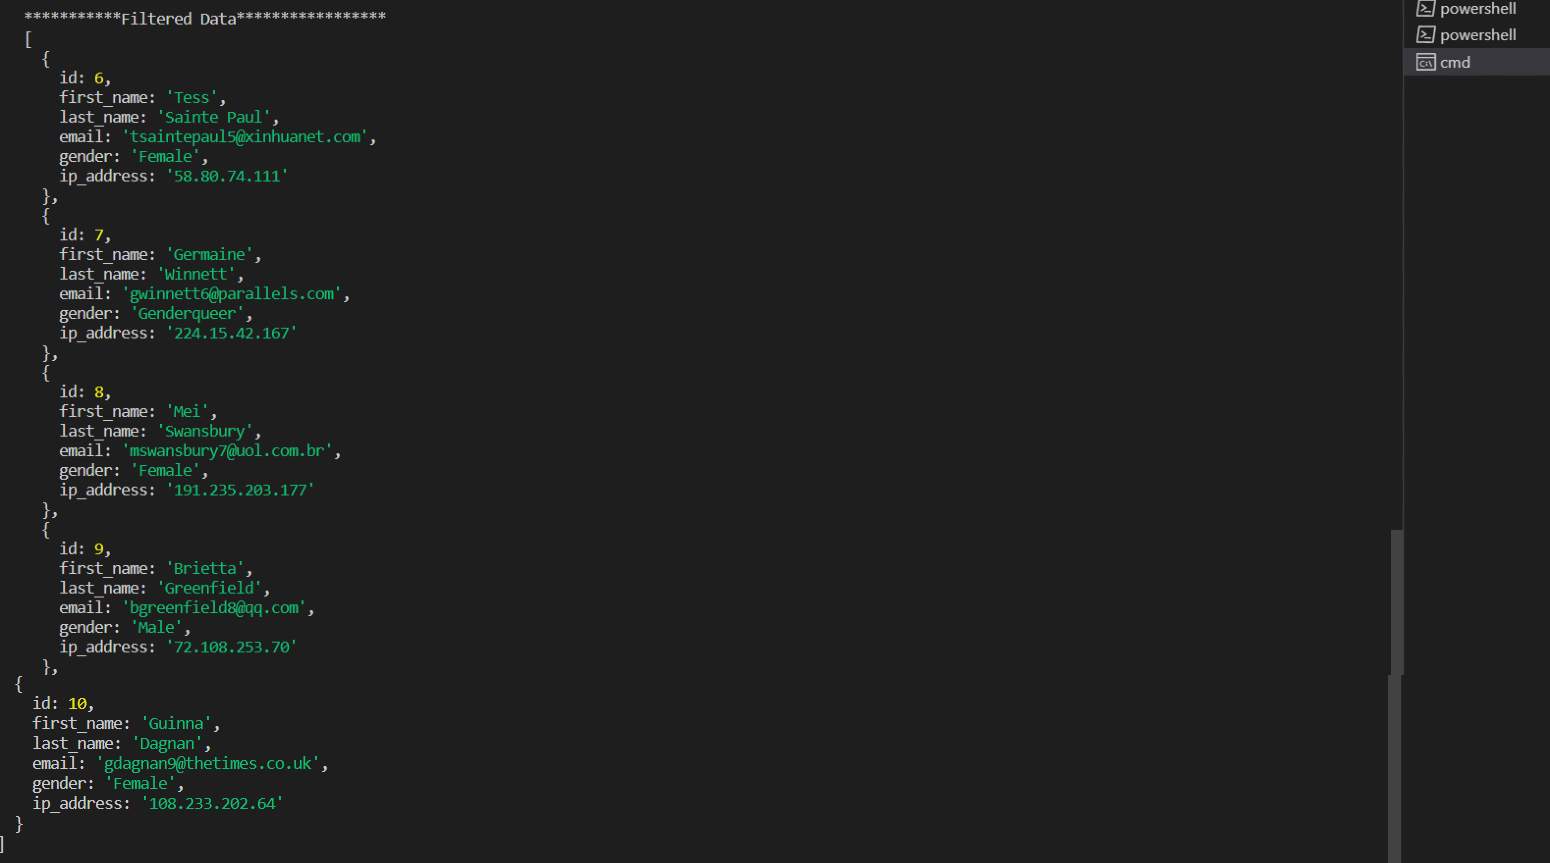 ***********Filtered Data*****************
[
{
id: 6,
first_name: 'Tess',
last_name: 'Sainte Paul',
email: 'tsaintepaul5@xinhuanet.com',
gender: 'Female',
ip_address: '58.80.74.111'
},
{
id: 7,
first_name: 'Germaine',
last_name: 'Winnett',
email: 'gwinnett6@parallels.com',
gender: 'Genderqueer',
ip_address: '224.15.42.167'
},
{
id: 8,
first_name: 'Mei',
last_name: 'Swansbury',
email: 'mswansbury7@uol.com.br',
gender: 'Female',
ip_address: '191.235.203.177'
},
{
id: 9,
first_name: 'Brietta',
last_name: 'Greenfield',
email: 'bgreenfield8@qq.com',
gender: 'Male',
ip_address: '72.108.253.70'
},
{
id: 10,
first_name: 'Guinna',
last_name: 'Dagnan',
email: 'gdagnan9@thetimes.co.uk',
gender: 'Female',
ip_address: '108.233.202.64'
}
]
powershell
powershell
cmd